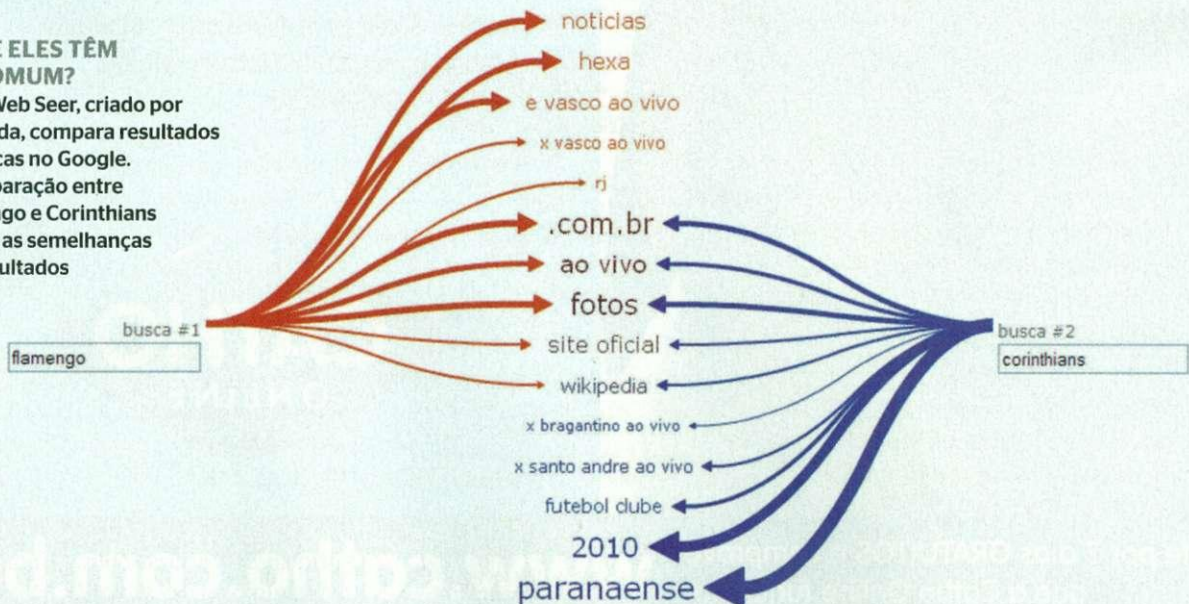 E ELES TÊM
OMUM?
Web Seer, criado por
da, compara resultados
cas no Google.
paração entre
go e Corinthians
as semelhanças
sultados
noticias
hexa
e vasco ao vivo
x vasco ao vivo
rj
.com.br
ao vivo
fotos
site oficial
wikipedia
x bragantino ao vivo
x santo andre ao vivo
futebol clube
2010
paranaense
busca #1
flamengo
busca #2
corinthians